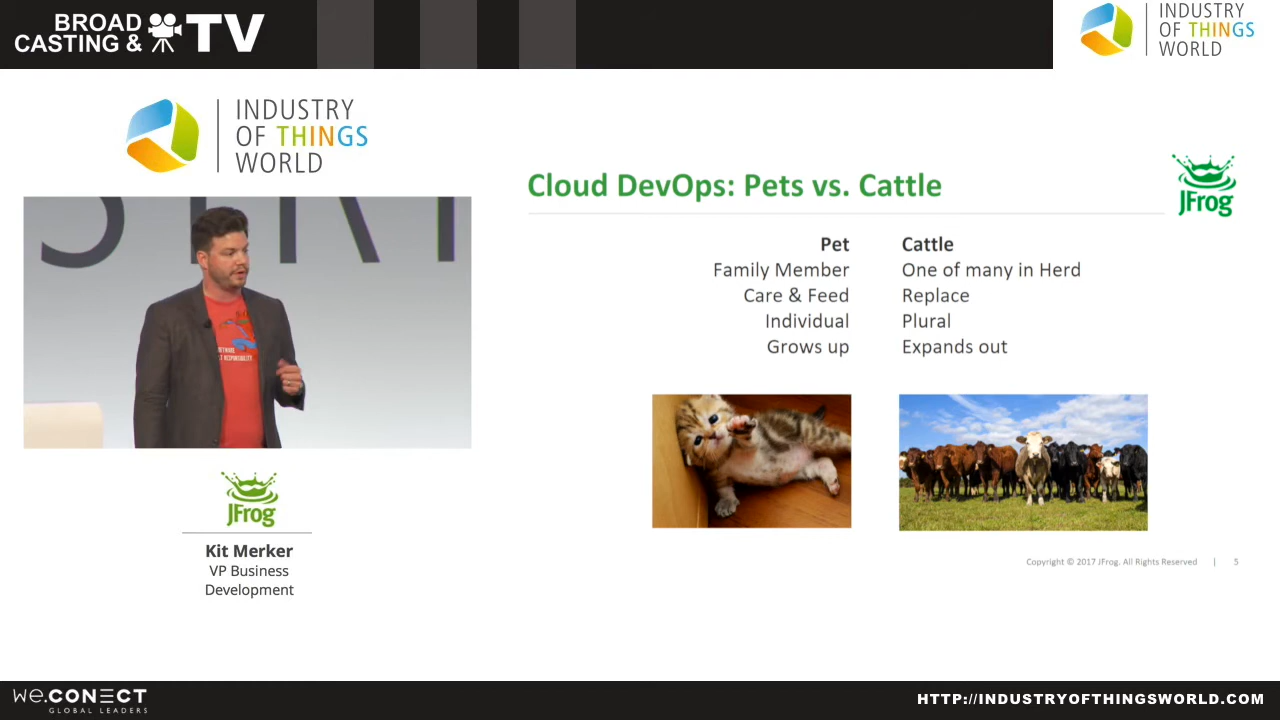 BROAD
CASTING & TV
INDUSTRY
OF THINGS
WORLD
INDUSTRY
OF THINGS
WORLD
JFrog
Kit Merker
VP Business
Development
Cloud DevOps: Pets vs. Cattle
JFrog
Pet Cattle
Family Member One of many in Herd
Care & Feed Replace
Individual Plural
Grows up Expands out
Copyright © 2017 JFrog. All Rights Reserved | 5
we.CONECT
GLOBAL LEADERS
HTTP://INDUSTRYOFTHINGSWORLD.COM